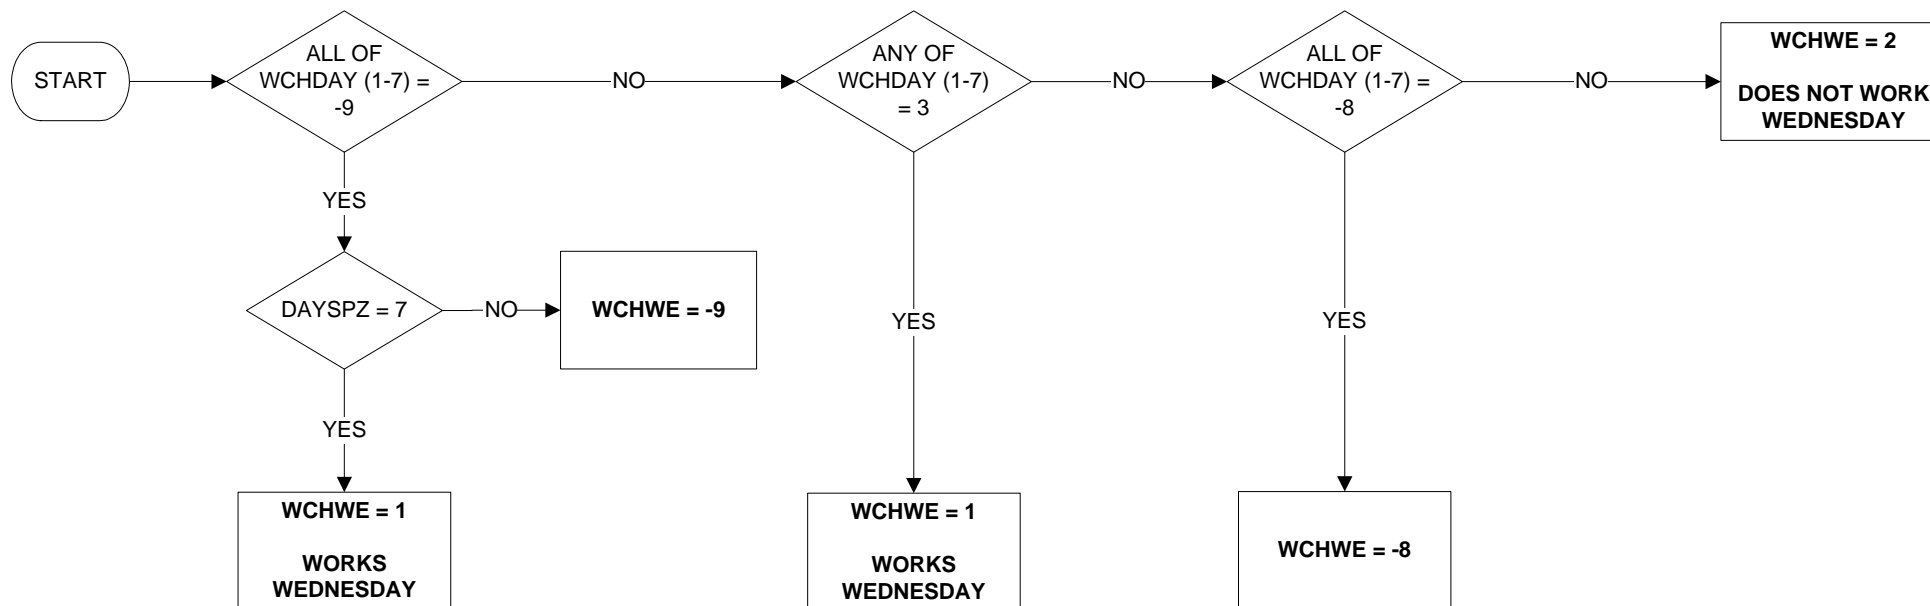 START
ALL OF
WCHDAY (1-7) =
-9
NO
ANY OF
WCHDAY (1-7)
= 3
NO
ALL OF
WCHDAY (1-7) =
-8
NO
WCHWE = 2
DOES NOT WORK
WEDNESDAY
YES
DAYSPZ = 7
NO
WCHWE = -9
YES
YES
YES
WCHWE = 1
WORKS
WEDNESDAY
WCHWE = 1
WORKS
WEDNESDAY
WCHWE = -8